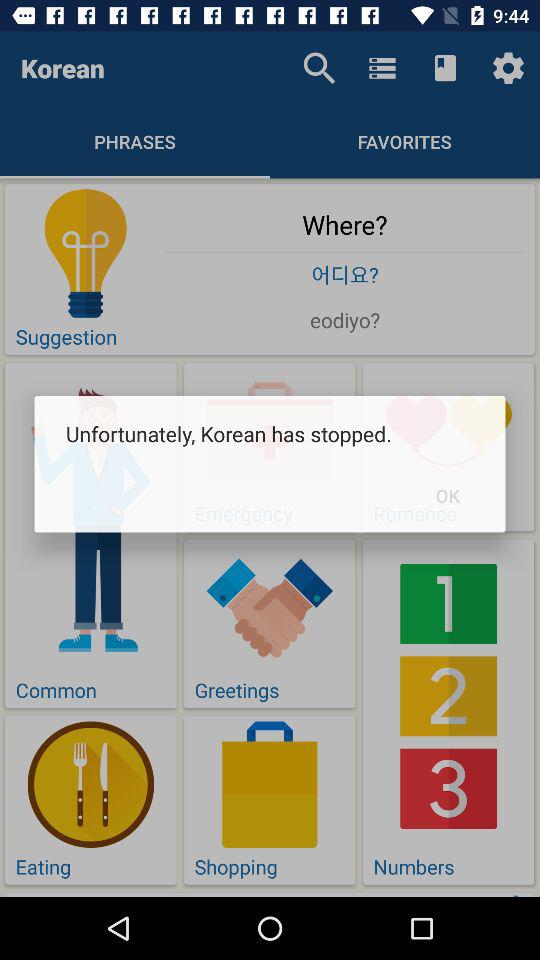 9:44
Korean
PHRASES
FAVORITES
Where?
어디요?
eodiyo?
Suggestion
Unfortunately, Korean has stopped.
OK
Emergency
Romance
Common
Greetings
1
2
3
Eating
Shopping
Numbers